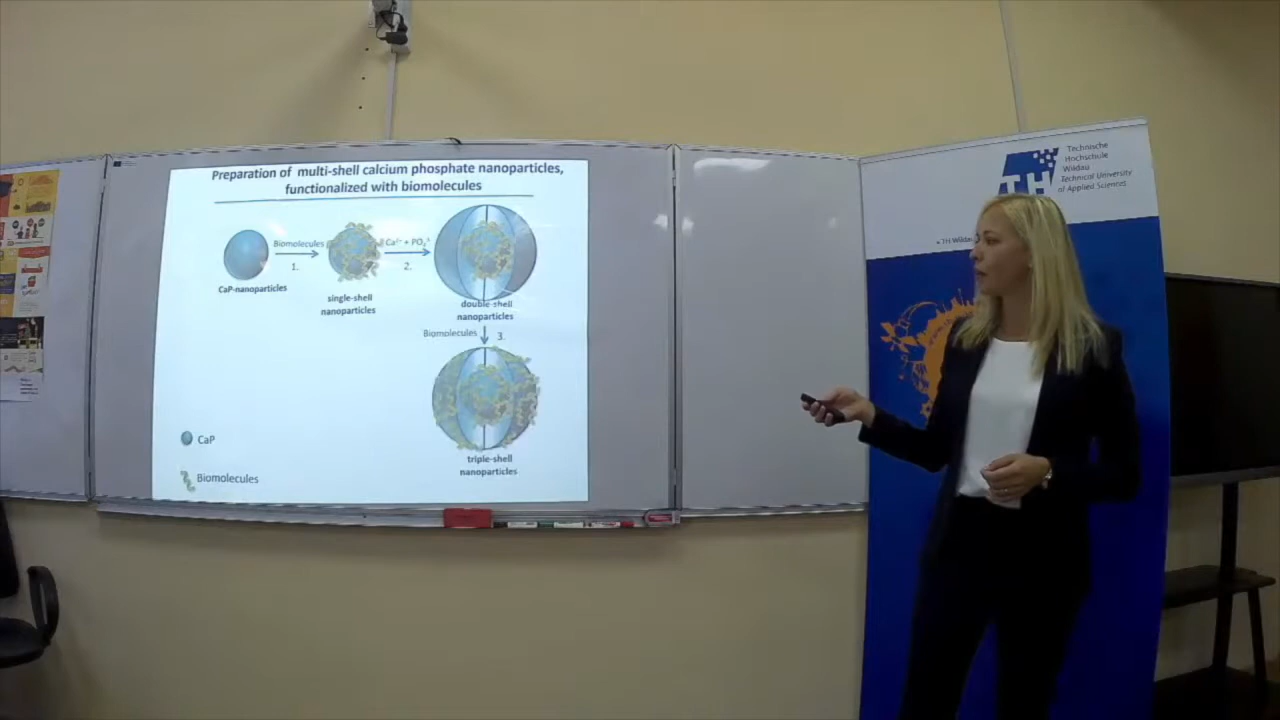 Preparation of multi-shell calcium phosphate nanoparticles,
functionalized with biomolecules
Biomolecules
1.
Ca²⁺ + PO₄³⁻
2.
CaP-nanoparticles
single-shell
nanoparticles
double-shell
nanoparticles
Biomolecules
3.
triple-shell
nanoparticles
CaP
Biomolecules
Technische
Hochschule
Wildau
Technical University
of Applied Sciences
TH